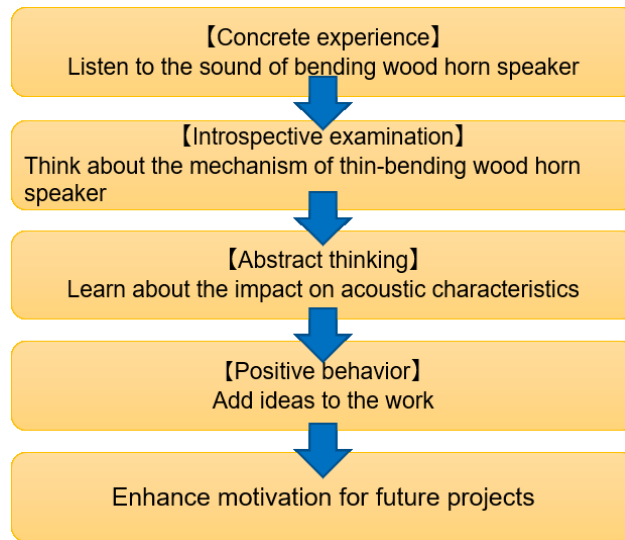 【Concrete experience】
Listen to the sound of bending wood horn speaker
【Introspective examination】
Think about the mechanism of thin-bending wood horn
speaker
【Abstract thinking】
Learn about the impact on acoustic characteristics
【Positive behavior】
Add ideas to the work
Enhance motivation for future projects